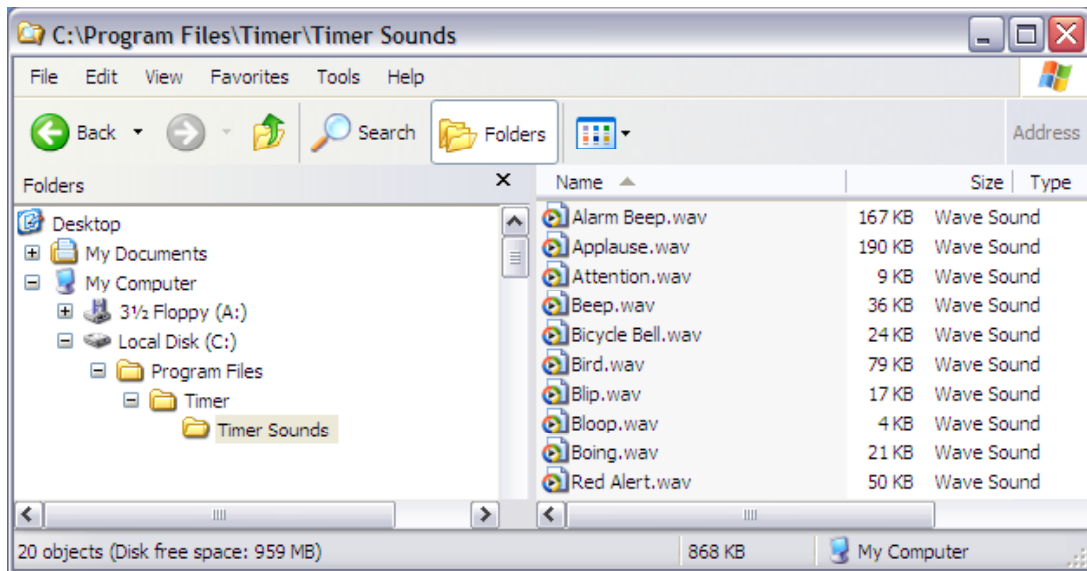 C:\Program Files\Timer\Timer Sounds
File Edit View Favorites Tools Help
Back Search Folders Address
Folders
Desktop
My Documents
My Computer
3½ Floppy (A:)
Local Disk (C:)
Program Files
Timer
Timer Sounds
Name Size Type
Alarm Beep.wav 167 KB Wave Sound
Applause.wav 190 KB Wave Sound
Attention.wav 9 KB Wave Sound
Beep.wav 36 KB Wave Sound
Bicycle Bell.wav 24 KB Wave Sound
Bird.wav 79 KB Wave Sound
Blip.wav 17 KB Wave Sound
Bloop.wav 4 KB Wave Sound
Boing.wav 21 KB Wave Sound
Red Alert.wav 50 KB Wave Sound
20 objects (Disk free space: 959 MB) 868 KB My Computer